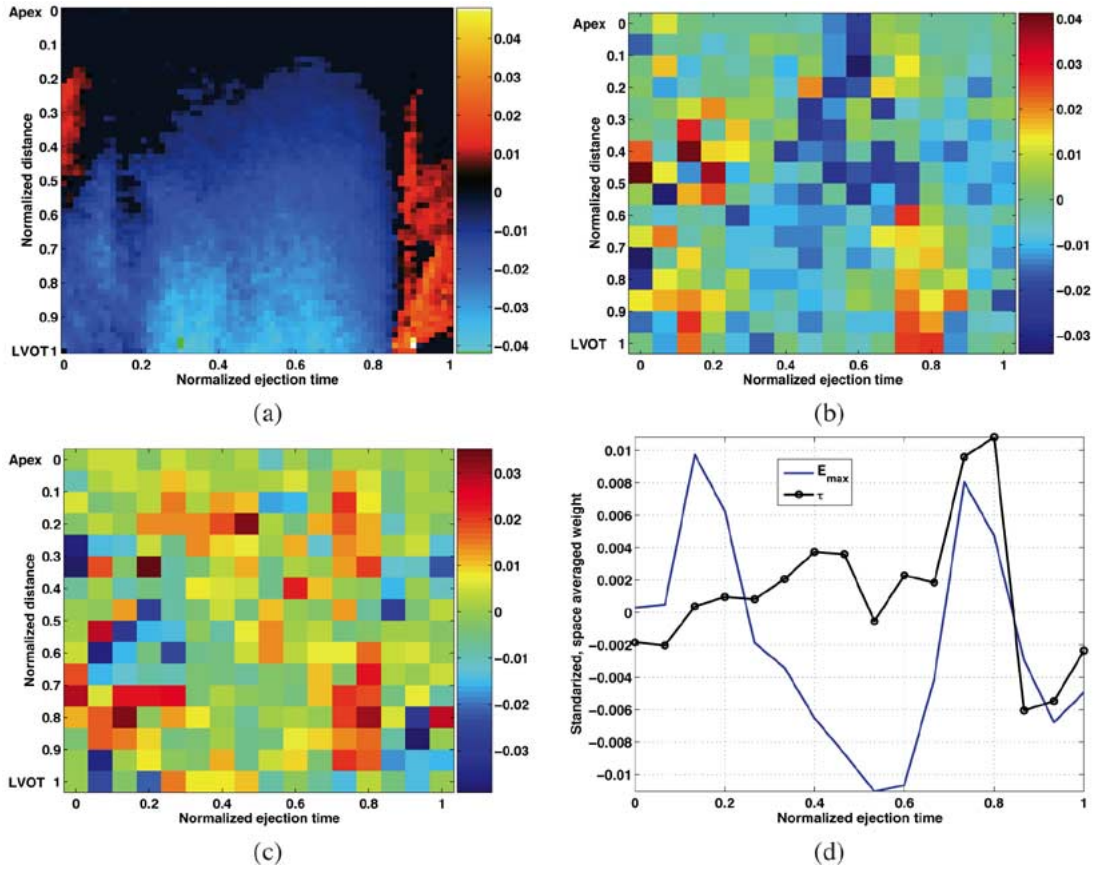 Apex 0
0.1
0.2
0.3
0.4
0.5
0.6
0.7
0.8
0.9
LVOT1
Normalized distance
0 0.2 0.4 0.6 0.8 1
Normalized ejection time
0.04
0.03
0.02
0.01
0
−0.01
−0.02
−0.03
−0.04
(a)
Apex 0
0.1
0.2
0.3
0.4
0.5
0.6
0.7
0.8
0.9
LVOT 1
Normalized distance
0 0.2 0.4 0.6 0.8 1
Normalized ejection time
0.04
0.03
0.02
0.01
0
−0.01
−0.02
−0.03
(b)
Apex 0
0.1
0.2
0.3
0.4
0.5
0.6
0.7
0.8
0.9
LVOT 1
Normalized distance
0 0.2 0.4 0.6 0.8 1
Normalized ejection time
0.03
0.02
0.01
0
−0.01
−0.02
−0.03
(c)
0.01
0.008
0.006
0.004
0.002
0
−0.002
−0.004
−0.006
−0.008
−0.01
Standarized, space averaged weight
E max
τ
0 0.2 0.4 0.6 0.8 1
Normalized ejection time
(d)